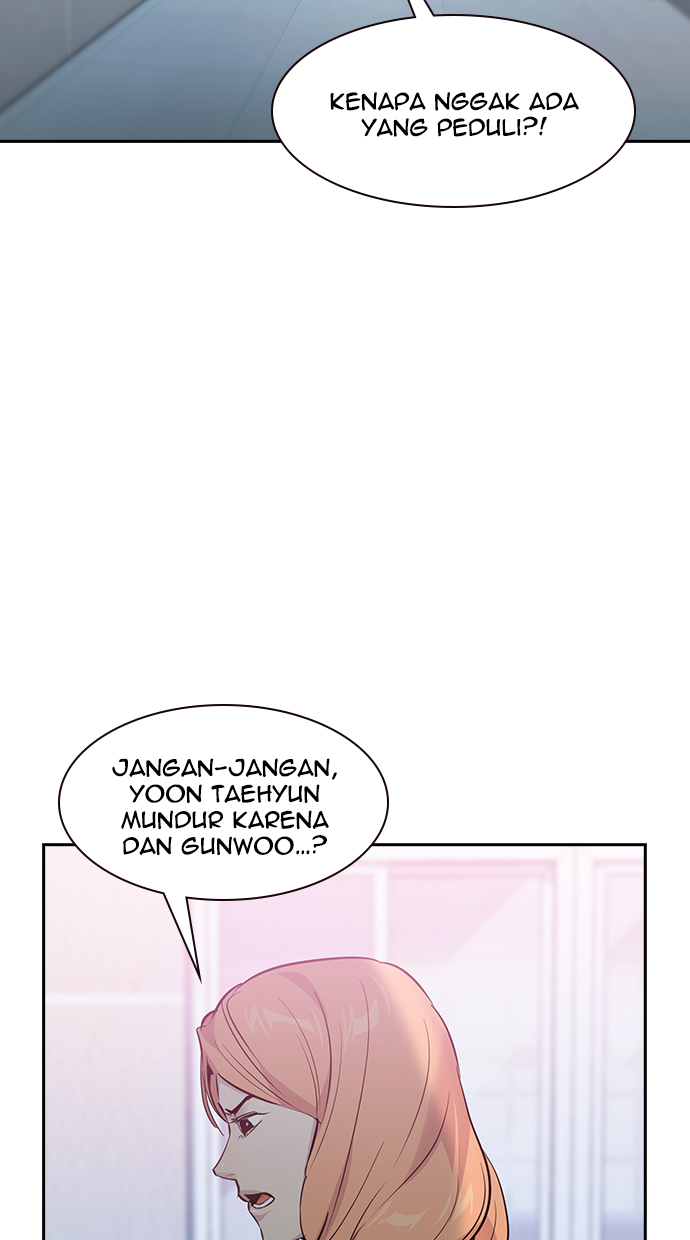 KENAPA NGGAK ADA
YANG PEDULI?!
JANGAN-JANGAN,
YOON TAEHYUN
MUNDUR KARENA
DAN GUNWOO...?